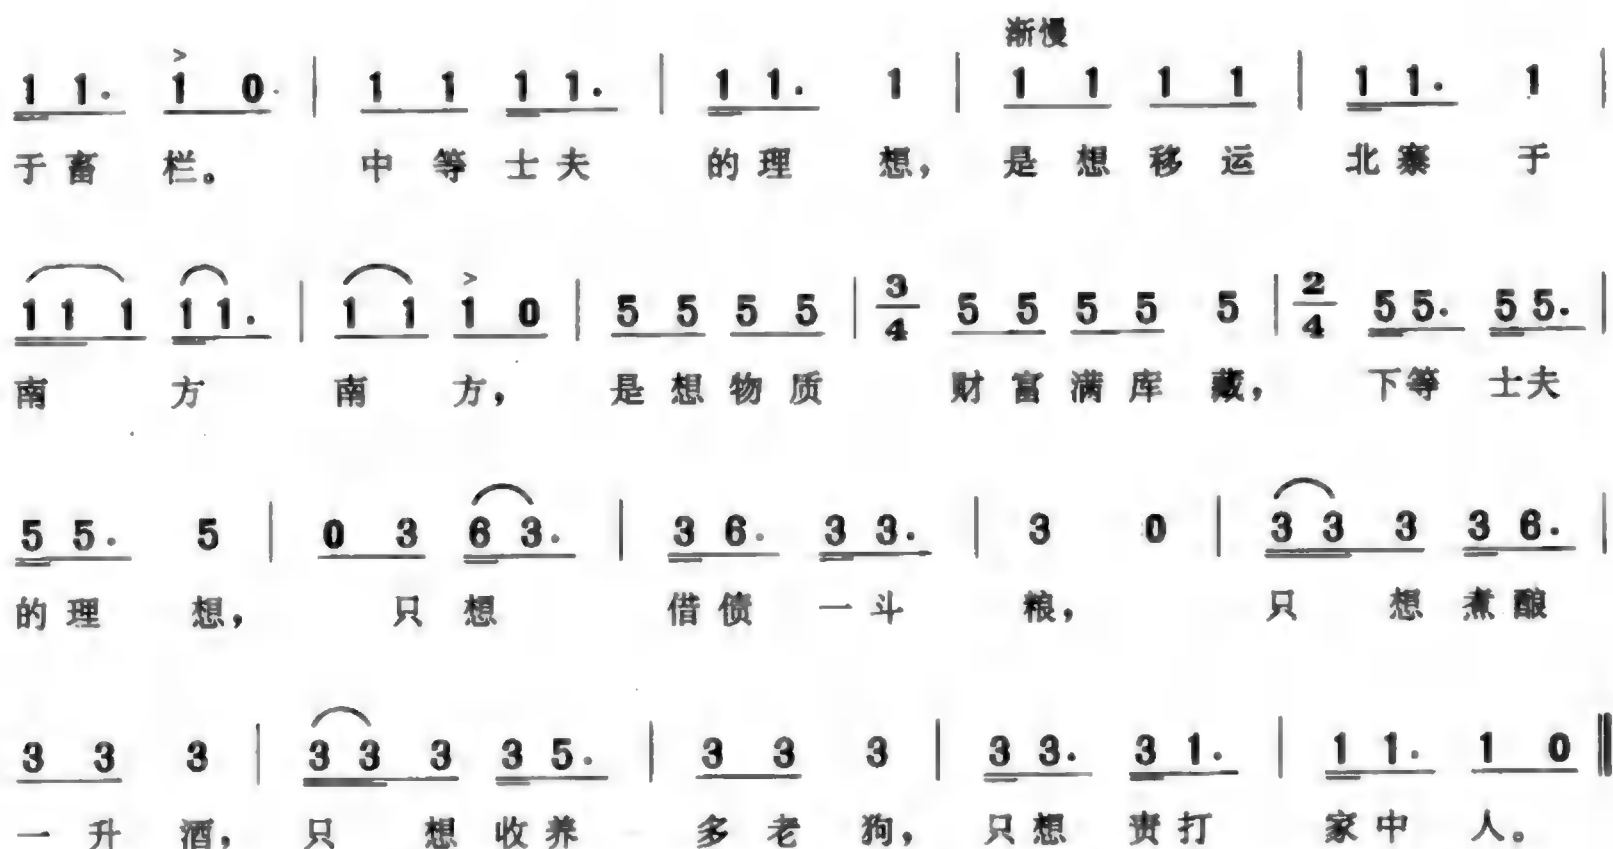 渐慢
1 1. 1 0 | 1 1 1 1. | 1 1. 1 | 1 1 1 1 | 1 1. 1 |
于畜 栏。 中等士夫 的理 想, 是想移运 北寨 于
1 1 1 1 1. | 1 1 1 0 | 5 5 5 5 | 3/4 5 5 5 5 5 | 2/4 5 5. 5 5. |
南 方 南 方, 是想物质 财富满库藏, 下等 士夫
5 5. 5 | 0 3 6 3. | 3 6. 3 3. | 3 0 | 3 3 3 3 6. |
的理 想, 只想 借债 一斗 粮, 只 想煮酿
3 3 3 | 3 3 3 3 5. | 3 3 3 | 3 3. 3 1. | 1 1. 1 0 ‖
一升 酒, 只 想收养 多老 狗, 只想 责打 家中 人。